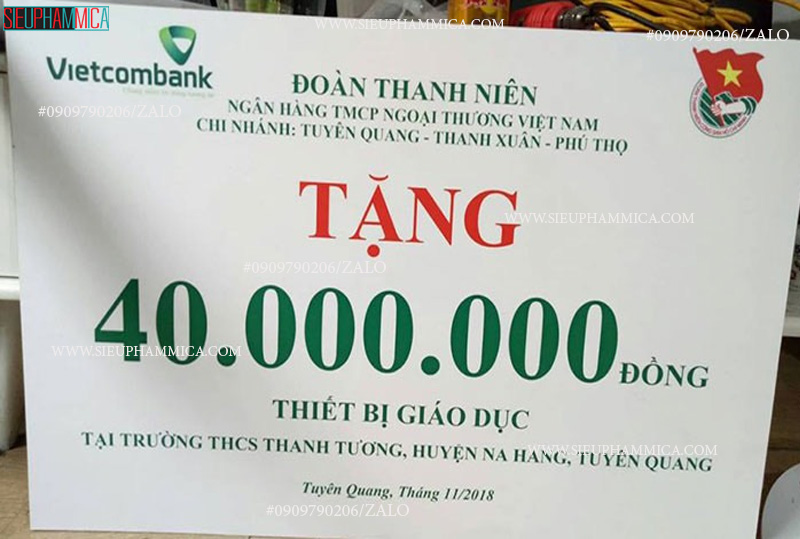 SIEUPHAMMICA
WWW.SIEUPHAMMICA.COM
#0909790206/ZALO
Vietcombank
#0909790206/ZALO
ĐOÀN THANH NIÊN
NGÂN HÀNG TMCP NGOẠI THƯƠNG VIỆT NAM
CHI NHÁNH: TUYÊN QUANG - THANH XUÂN - PHÚ THỌ
TẶNG
WWW.SIEUPHAMMICA.COM
#0909790206/ZALO
40.000.000 ĐỒNG
WWW.SIEUPHAMMICA.COM
#0909790206/ZALO
THIẾT BỊ GIÁO DỤC
TẠI TRƯỜNG THCS THANH TƯƠNG, HUYỆN NA HANG, TUYÊN QUANG
WWW.SIEUPHAMMICA.COM
Tuyên Quang, Tháng 11/2018
#0909790206/ZALO